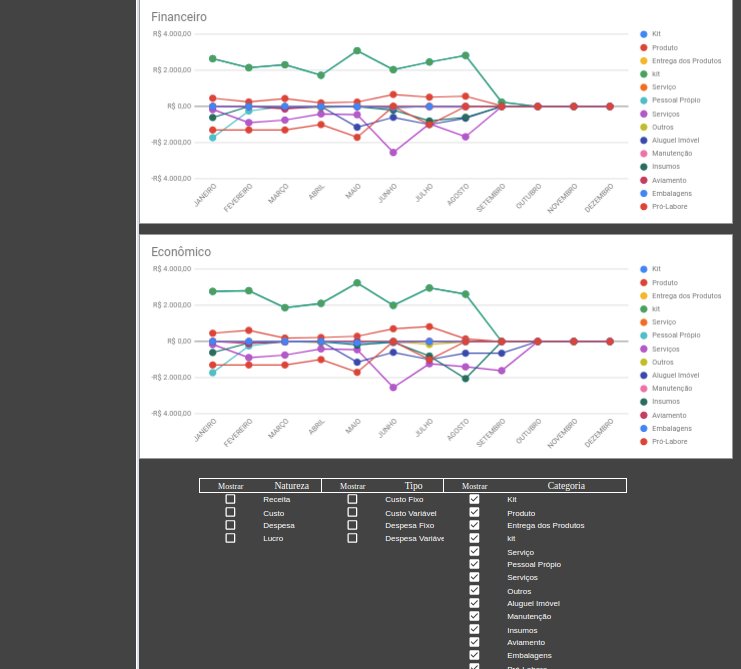 Financeiro
R$ 4.000,00
R$ 2.000,00
R$ 0,00
-R$ 2.000,00
-R$ 4.000,00
JANEIRO
FEVEREIRO
MARÇO
ABRIL
MAIO
JUNHO
JULHO
AGOSTO
SETEMBRO
OUTUBRO
NOVEMBRO
DEZEMBRO
Kit
Produto
Entrega dos Produtos
kit
Serviço
Pessoal Própio
Serviços
Outros
Aluguel Imóvel
Manutenção
Insumos
Aviamento
Embalagens
Pró-Labore
Econômico
R$ 4.000,00
R$ 2.000,00
R$ 0,00
-R$ 2.000,00
-R$ 4.000,00
JANEIRO
FEVEREIRO
MARÇO
ABRIL
MAIO
JUNHO
JULHO
AGOSTO
SETEMBRO
OUTUBRO
NOVEMBRO
DEZEMBRO
Kit
Produto
Entrega dos Produtos
kit
Serviço
Pessoal Própio
Serviços
Outros
Aluguel Imóvel
Manutenção
Insumos
Aviamento
Embalagens
Pró-Labore
Mostrar Natureza Mostrar Tipo Mostrar Categoria
Receita Custo Fixo Kit
Custo Custo Variável Produto
Despesa Despesa Fixo Entrega dos Produtos
Lucro Despesa Variáve kit
Serviço
Pessoal Própio
Serviços
Outros
Aluguel Imóvel
Manutenção
Insumos
Aviamento
Embalagens